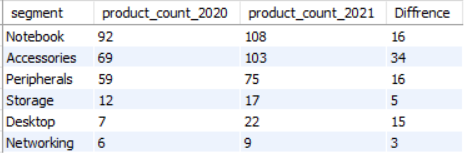 segment product_count_2020 product_count_2021 Diffrence
Notebook 92 108 16
Accessories 69 103 34
Peripherals 59 75 16
Storage 12 17 5
Desktop 7 22 15
Networking 6 9 3